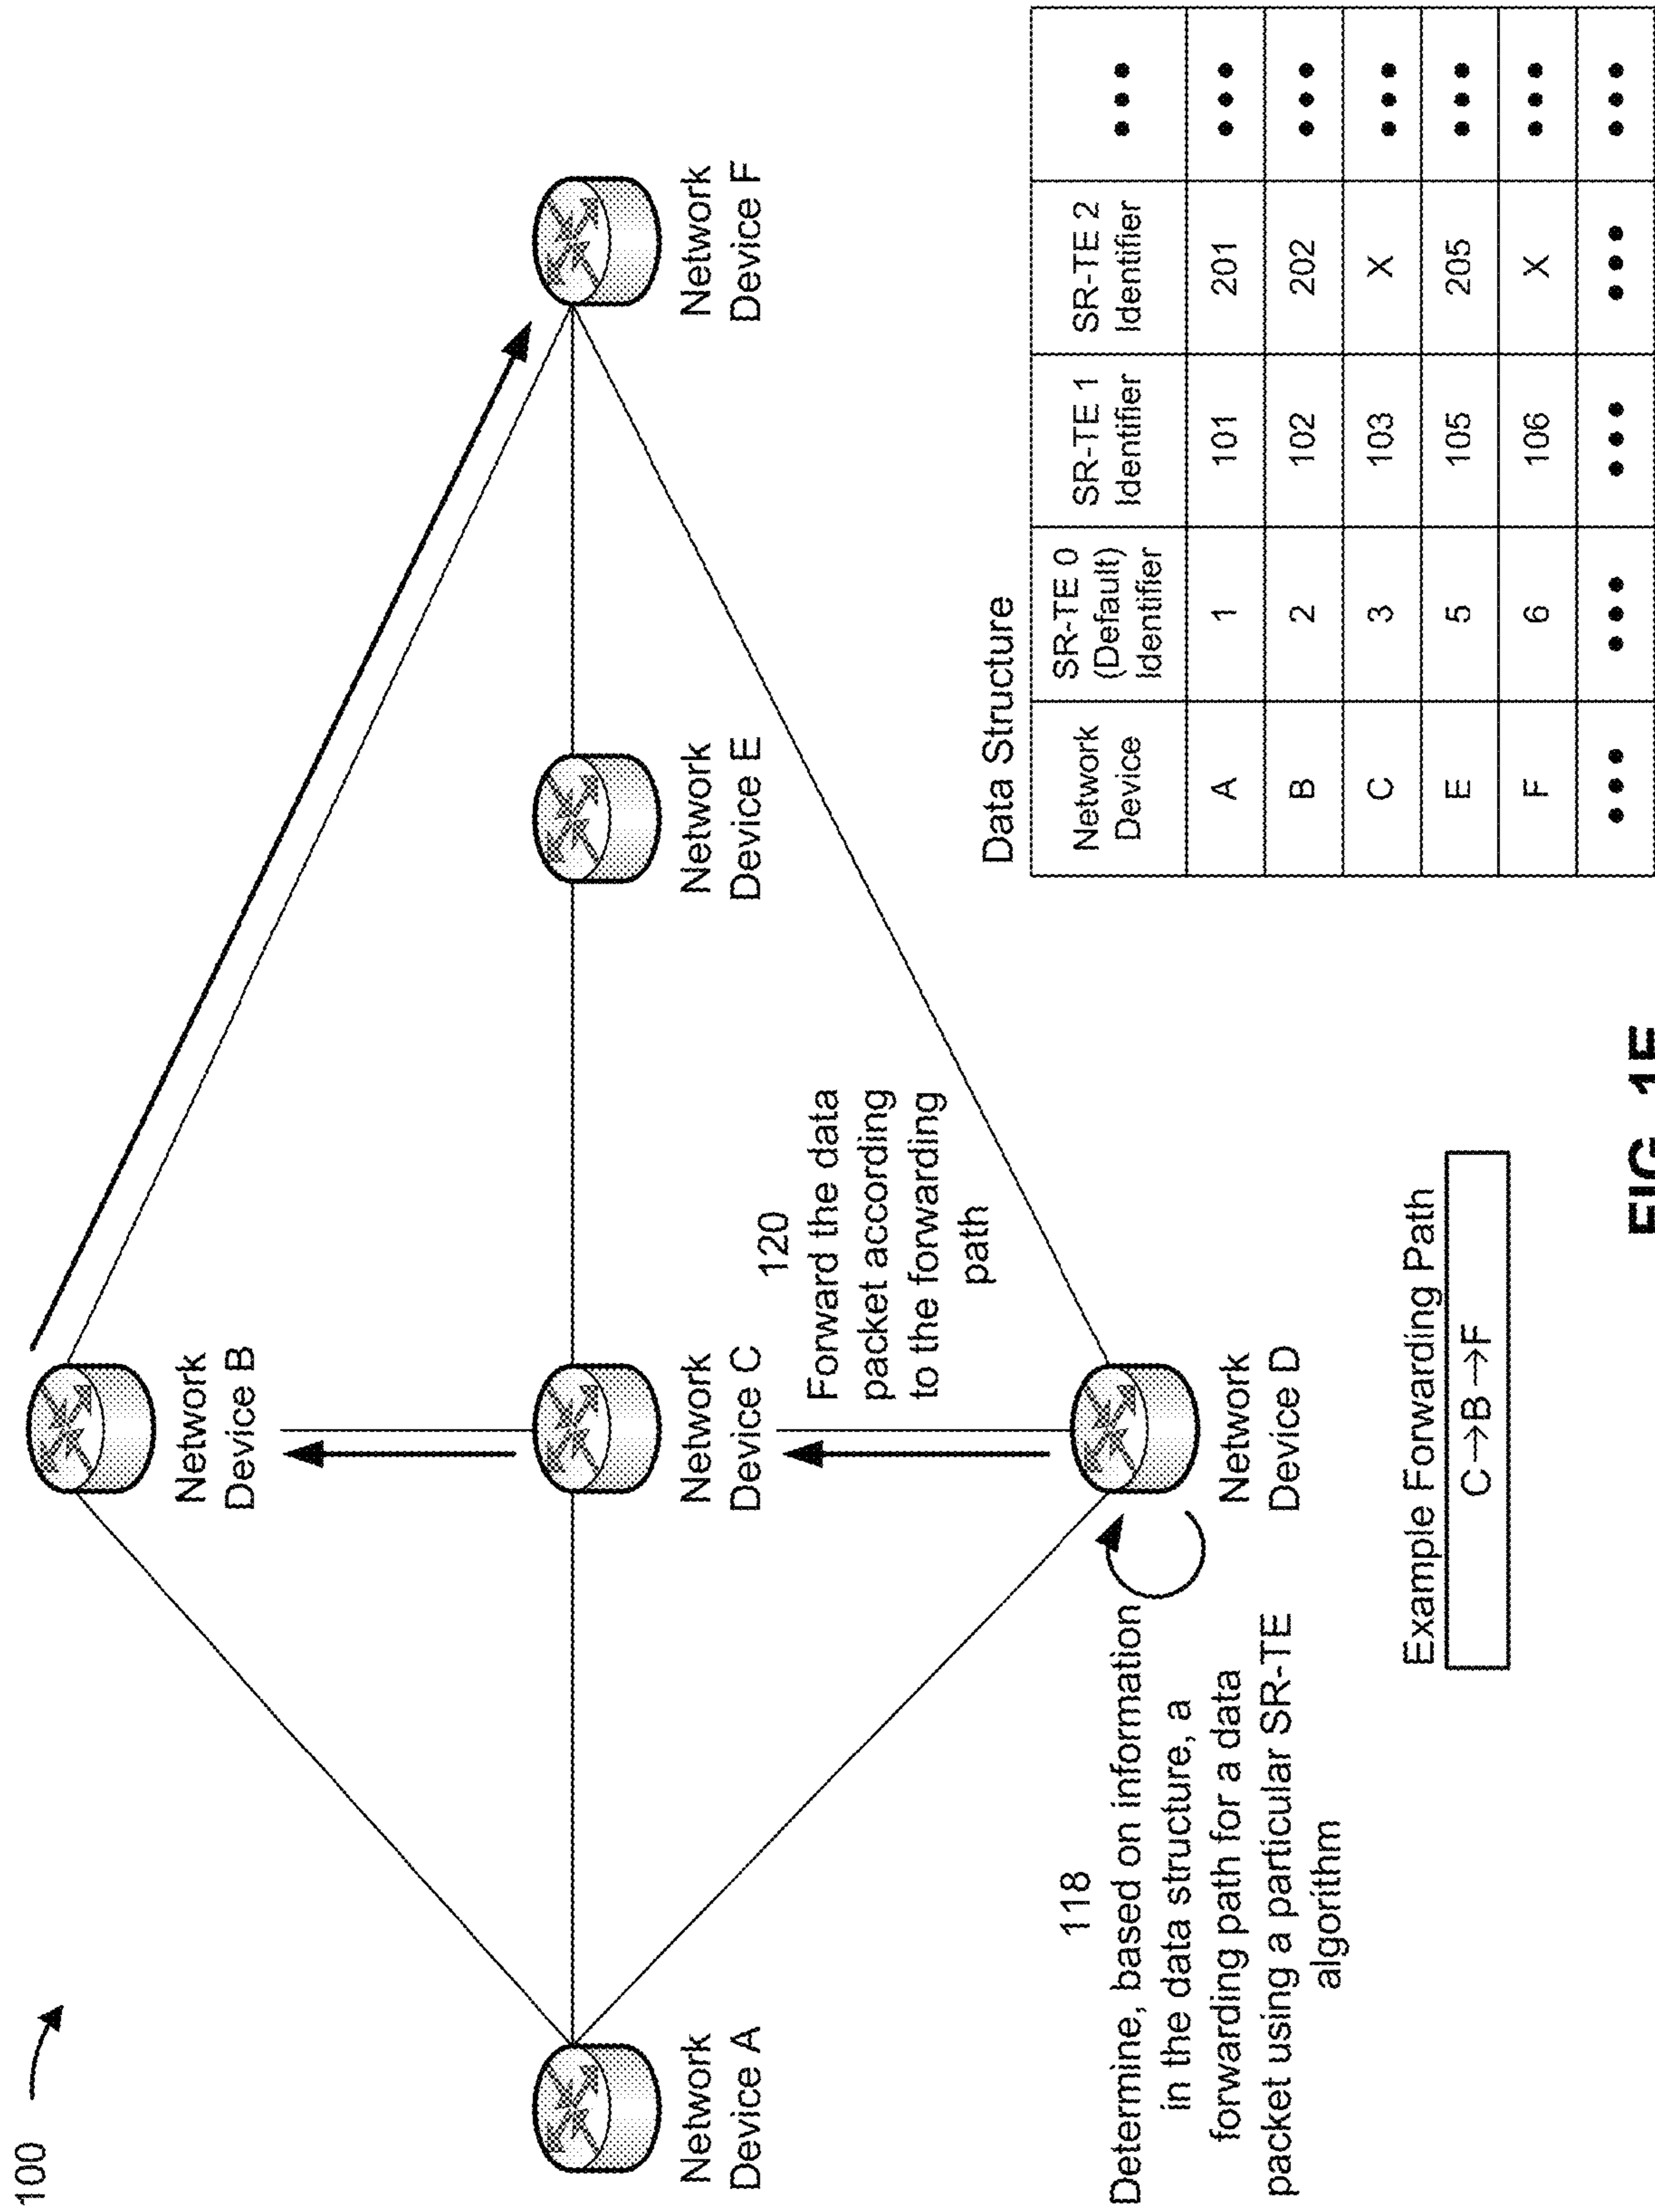 100
Network
Device B
Network
Device A
Network
Device C
Network
Device E
Network
Device F
120
Forward the data
packet according
to the forwarding
path
118
Determine, based on information
in the data structure, a
forwarding path for a data
packet using a particular SR-TE
algorithm
Network
Device D
Example Forwarding Path
C→B→F
Data Structure
Network Device | SR-TE 0 (Default) Identifier | SR-TE 1 Identifier | SR-TE 2 Identifier | •••
A | 1 | 101 | 201 | •••
B | 2 | 102 | 202 | •••
C | 3 | 103 | X | •••
E | 5 | 105 | 205 | •••
F | 6 | 106 | X | •••
••• | ••• | ••• | ••• | •••
FIG.